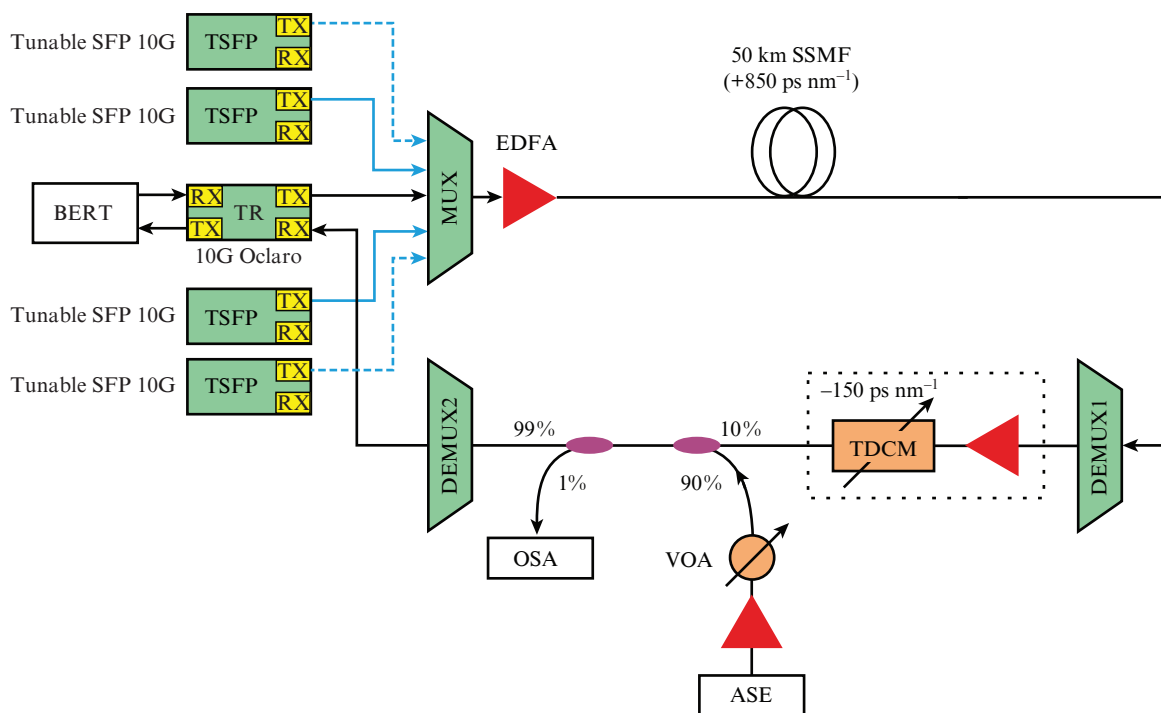 Tunable SFP 10G
TSFP
TX
RX
Tunable SFP 10G
TSFP
TX
RX
BERT
RX
TX
TR
TX
RX
10G Oclaro
Tunable SFP 10G
TSFP
TX
RX
Tunable SFP 10G
TSFP
TX
RX
MUX
EDFA
50 km SSMF
(+850 ps nm⁻¹)
DEMUX2
99%
1%
OSA
10%
90%
VOA
ASE
–150 ps nm⁻¹
TDCM
DEMUX1